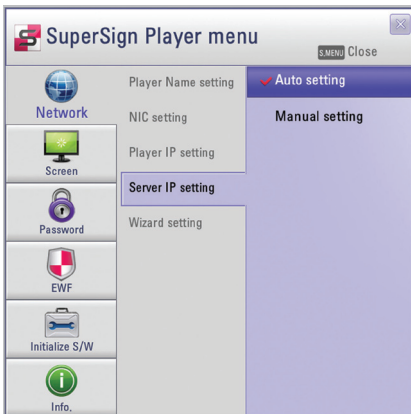 SuperSign Player menu
S.MENU Close
Network
Screen
Password
EWF
Initialize S/W
Info.
Player Name setting
NIC setting
Player IP setting
Server IP setting
Wizard setting
Auto setting
Manual setting